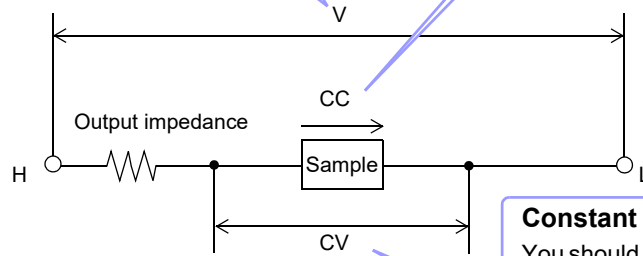 V
CC
Output impedance
H
Sample
L
CV
Constant
You should